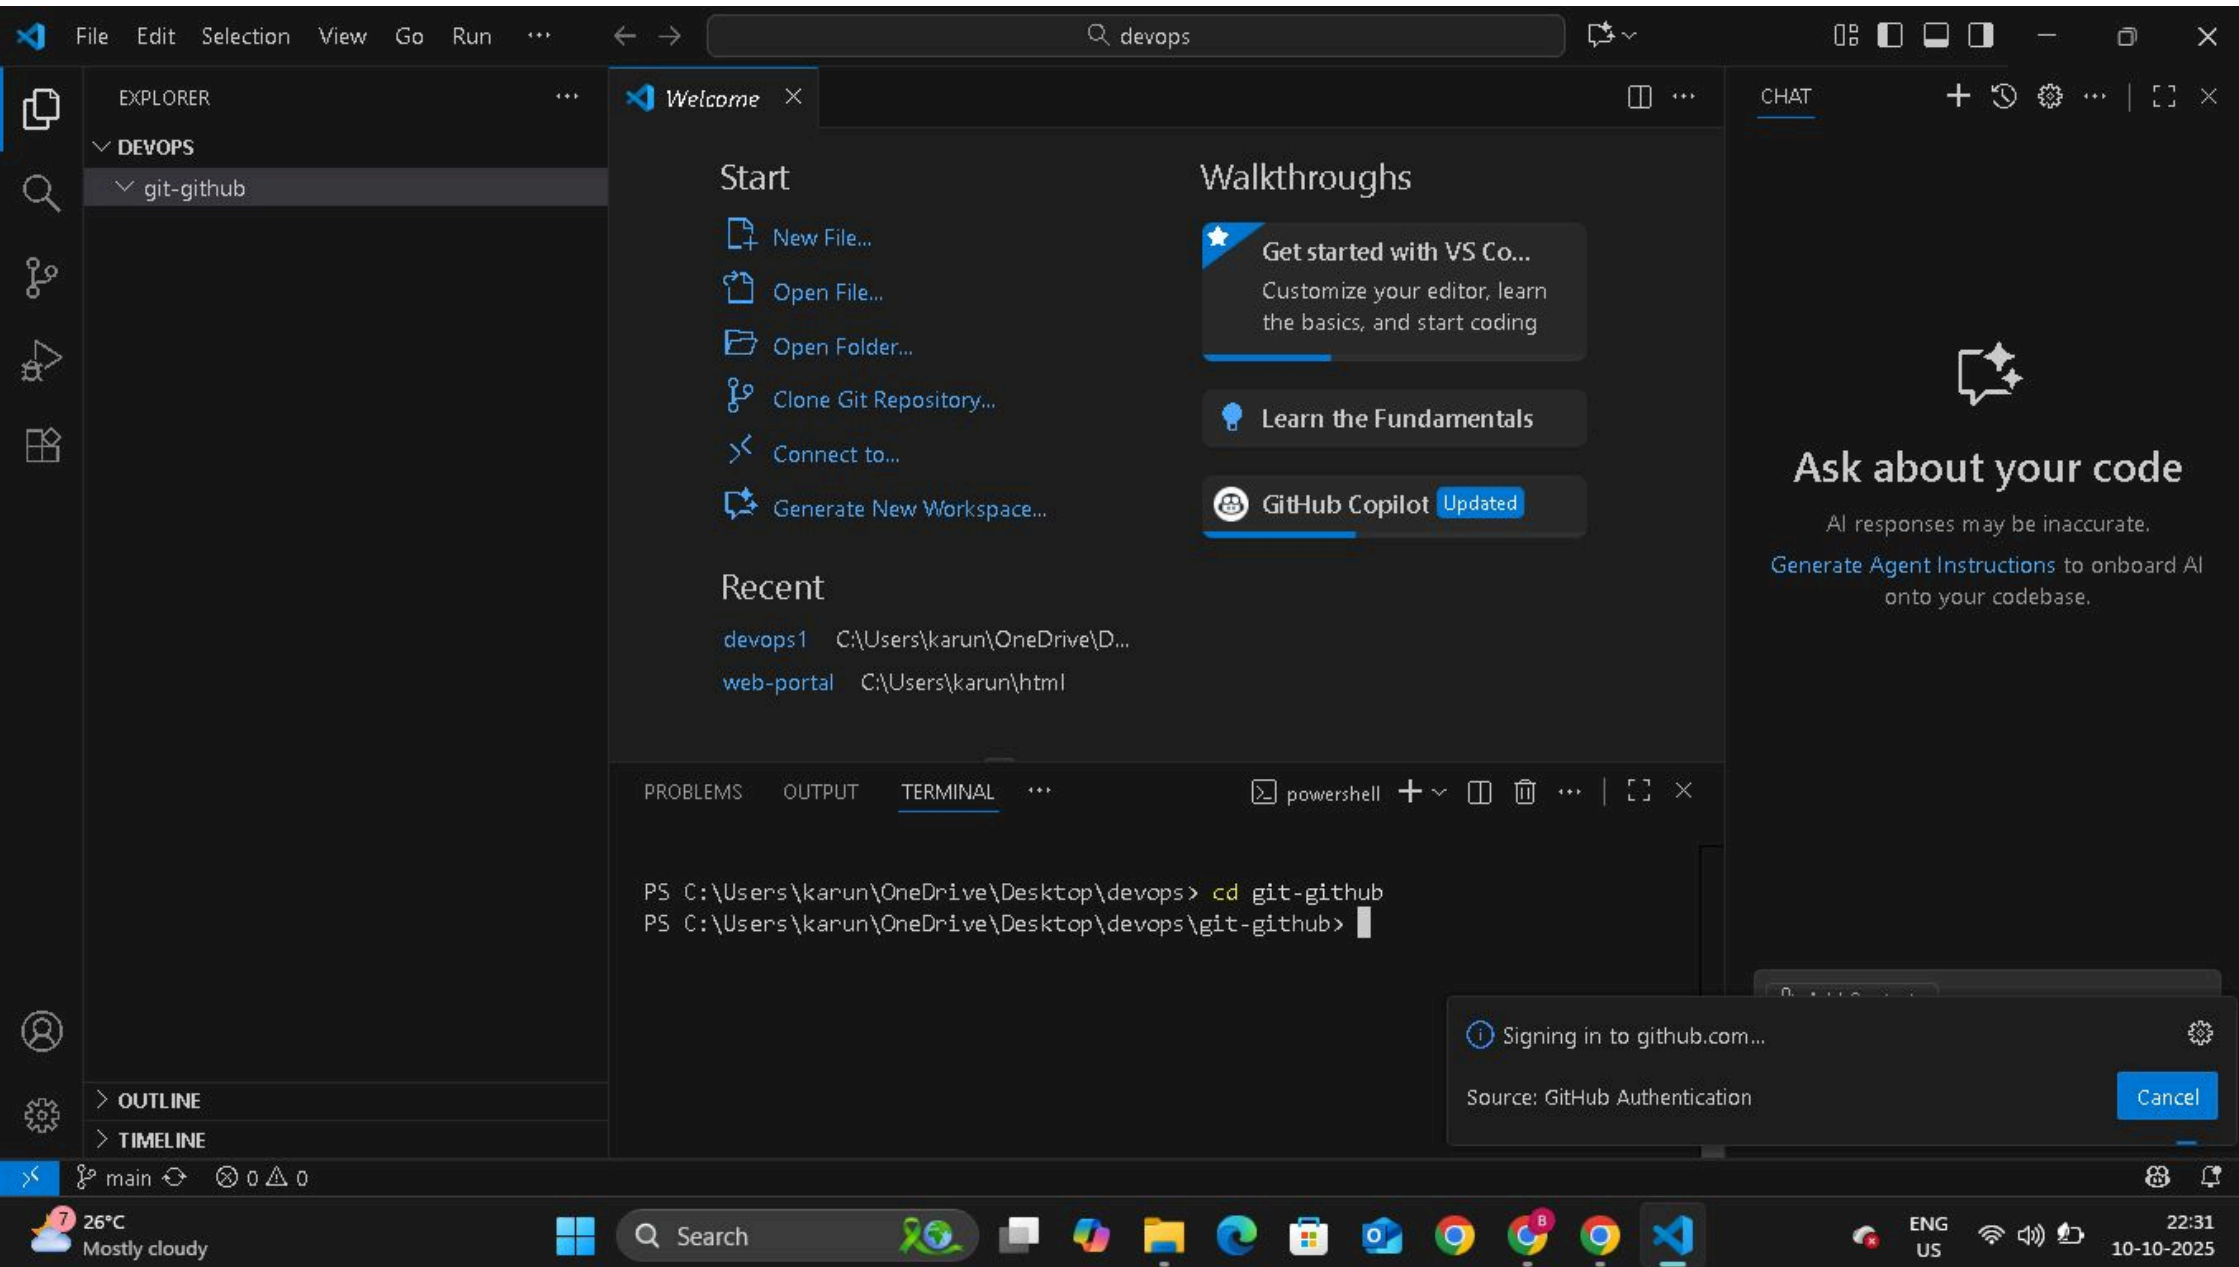 File Edit Selection View Go Run ···
devops
EXPLORER ···
DEVOPS
git-github
OUTLINE
TIMELINE
Welcome
Start
New File...
Open File...
Open Folder...
Clone Git Repository...
Connect to...
Generate New Workspace...
Recent
devops1 C:\Users\karun\OneDrive\D...
web-portal C:\Users\karun\html
Walkthroughs
Get started with VS Co...
Customize your editor, learn
the basics, and start coding
Learn the Fundamentals
GitHub Copilot Updated
PROBLEMS OUTPUT TERMINAL ··· powershell
PS C:\Users\karun\OneDrive\Desktop\devops> cd git-github
PS C:\Users\karun\OneDrive\Desktop\devops\git-github>
CHAT
Ask about your code
AI responses may be inaccurate.
Generate Agent Instructions to onboard AI
onto your codebase.
Signing in to github.com...
Source: GitHub Authentication
Cancel
main 0 0
7
26°C
Mostly cloudy
Search
B
ENG
US
22:31
10-10-2025